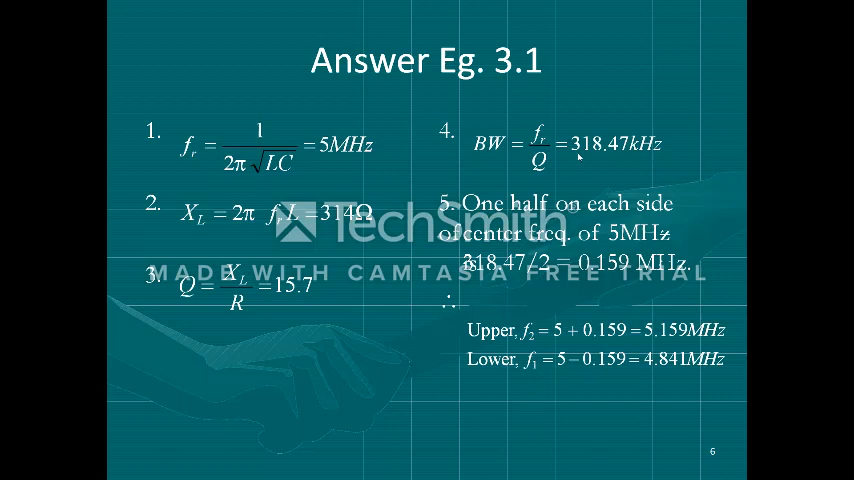 Answer Eg. 3.1
1. f_r = 1 / 2π√LC = 5MHz
2. X_L = 2π f_r L = 314Ω
3. Q = X_L / R = 15.7
4. BW = f_r / Q = 318.47kHz
5. One half on each side
of center freq. of 5MHz
is
318.47/2 = 0.159 MHz.
∴
Upper, f_2 = 5 + 0.159 = 5.159MHz
Lower, f_1 = 5 − 0.159 = 4.841MHz
TechSmith
MADE WITH CAMTASIA FREE TRIAL
6